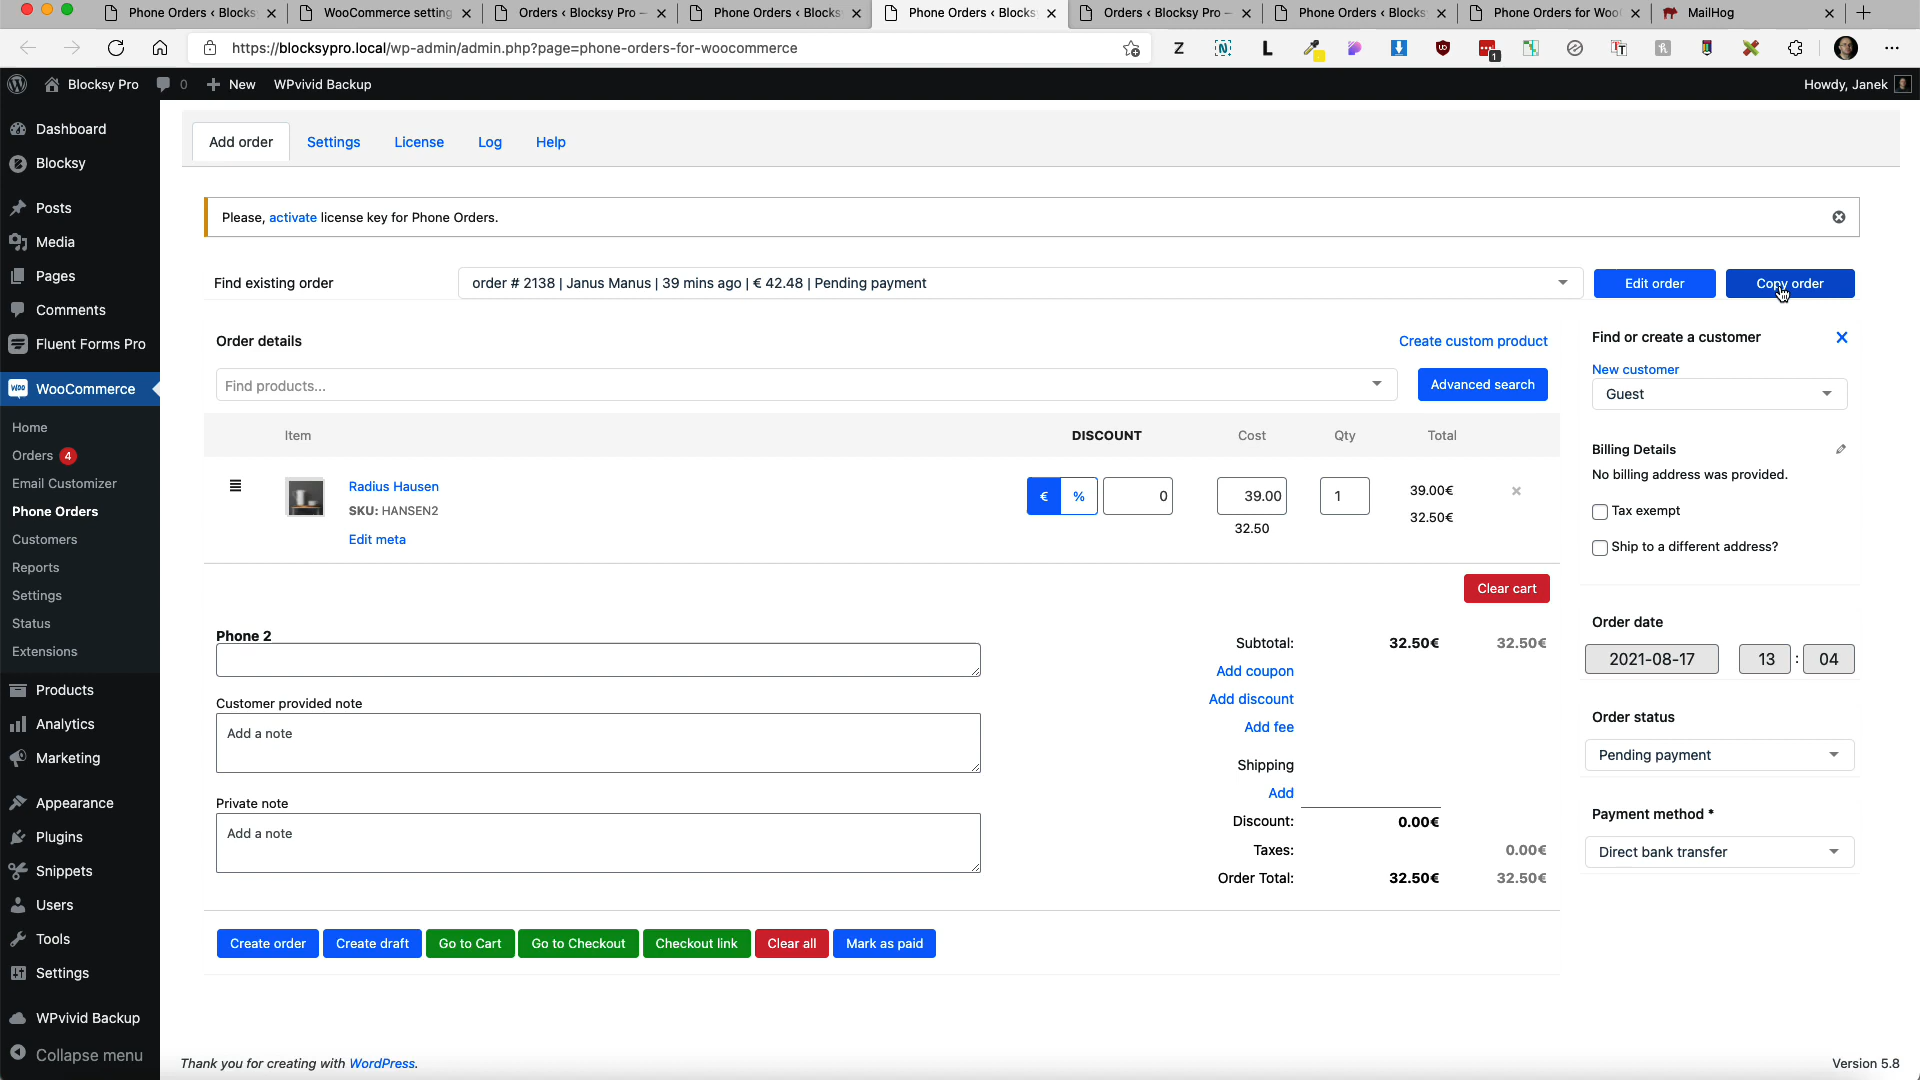 Phone Orders ‹ Blocks
WooCommerce setting
Orders ‹ Blocksy Pro —
Phone Orders ‹ Blocks
Phone Orders ‹ Blocks
Orders ‹ Blocksy Pro —
Phone Orders ‹ Blocks
Phone Orders for Woo
MailHog
https://blocksypro.local/wp-admin/admin.php?page=phone-orders-for-woocommerce
Blocksy Pro
0
New
WPvivid Backup
Howdy, Janek
Dashboard
Blocksy
Posts
Media
Pages
Comments
Fluent Forms Pro
WooCommerce
Home
Orders 4
Email Customizer
Phone Orders
Customers
Reports
Settings
Status
Extensions
Products
Analytics
Marketing
Appearance
Plugins
Snippets
Users
Tools
Settings
WPvivid Backup
Collapse menu
Add order
Settings
License
Log
Help
Please, activate license key for Phone Orders.
Find existing order
order # 2138 | Janus Manus | 39 mins ago | € 42.48 | Pending payment
Edit order
Copy order
Order details
Create custom product
Find products...
Advanced search
Item
DISCOUNT
Cost
Qty
Total
Radius Hausen
SKU: HANSEN2
Edit meta
€
%
0
39.00
32.50
1
39.00€
32.50€
Clear cart
Phone 2
Customer provided note
Add a note
Private note
Add a note
Subtotal: 32.50€ 32.50€
Add coupon
Add discount
Add fee
Shipping
Add
Discount: 0.00€
Taxes: 0.00€
Order Total: 32.50€ 32.50€
Create order
Create draft
Go to Cart
Go to Checkout
Checkout link
Clear all
Mark as paid
Find or create a customer
New customer
Guest
Billing Details
No billing address was provided.
Tax exempt
Ship to a different address?
Order date
2021-08-17 13 : 04
Order status
Pending payment
Payment method *
Direct bank transfer
Thank you for creating with WordPress.
Version 5.8